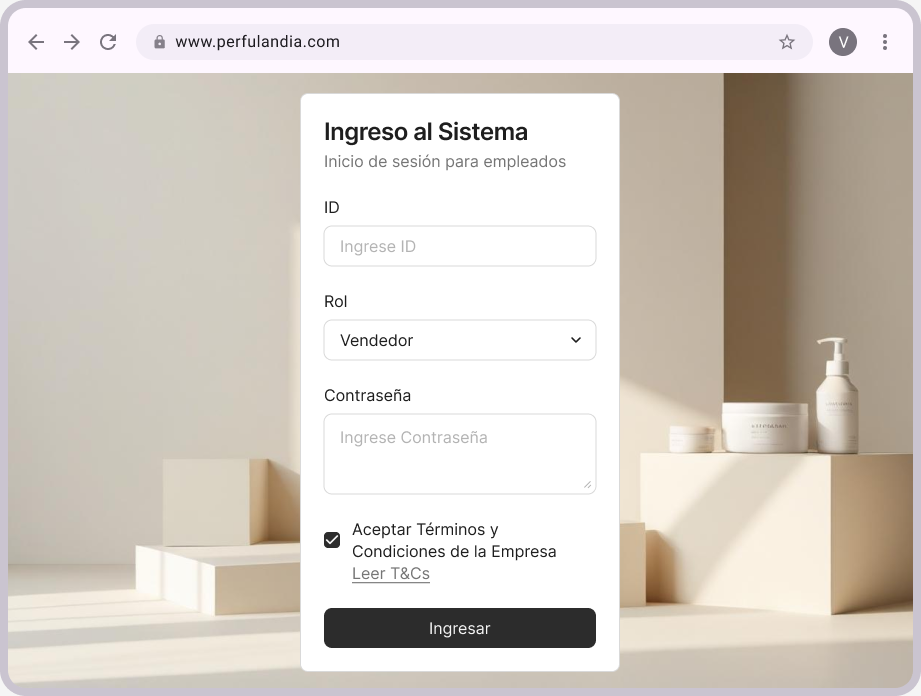 www.perfulandia.com
V
Ingreso al Sistema
Inicio de sesión para empleados
ID
Ingrese ID
Rol
Vendedor
Contraseña
Ingrese Contraseña
Aceptar Términos y
Condiciones de la Empresa
Leer T&Cs
Ingresar